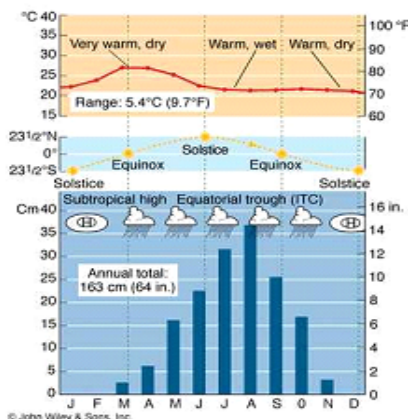 °C 40
35
30
25
20
15
100 °F
90
80
70
60
Very warm, dry
Warm, wet
Warm, dry
Range: 5.4°C (9.7°F)
23 1/2°N
0°
23 1/2°S
Solstice
Equinox
Solstice
Equinox
Solstice
Subtropical high
Equatorial trough (ITC)
H
H
Cm 40
35
30
25
20
15
10
5
0
16 in.
14
12
10
8
6
4
2
0
Annual total:
163 cm (64 in.)
J F M A M J J A S O N D
© John Wiley & Sons, Inc.